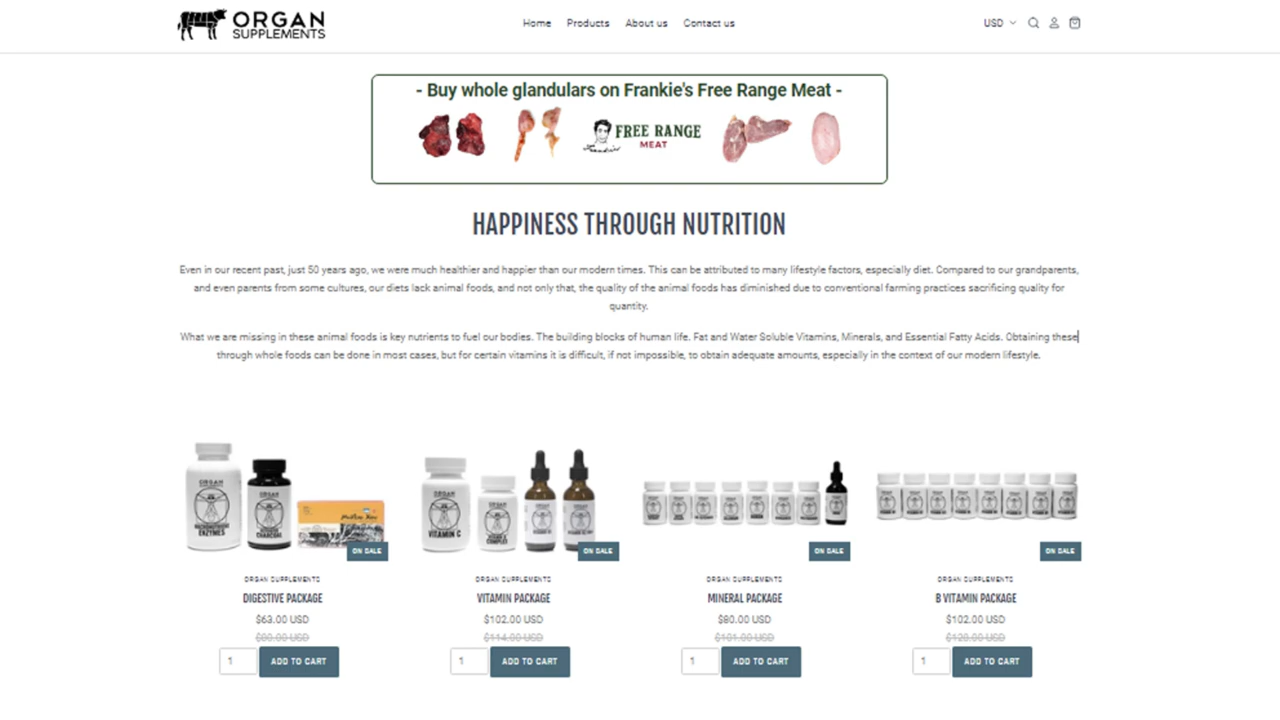 ORGAN
SUPPLEMENTS
Home Products About us Contact us
USD
- Buy whole glandulars on Frankie's Free Range Meat -
FREE RANGE
MEAT
Frankie's
HAPPINESS THROUGH NUTRITION
Even in our recent past, just 50 years ago, we were much healthier and happier than our modern times. This can be attributed to many lifestyle factors, especially diet. Compared to our grandparents,
and even parents from some cultures, our diets lack animal foods, and not only that, the quality of the animal foods has diminished due to conventional farming practices sacrificing quality for
quantity.
What we are missing in these animal foods is key nutrients to fuel our bodies. The building blocks of human life. Fat and Water Soluble Vitamins, Minerals, and Essential Fatty Acids. Obtaining these
through whole foods can be done in most cases, but for certain vitamins it is difficult, if not impossible, to obtain adequate amounts, especially in the context of our modern lifestyle.
ORGAN
ENZYMES
ORGAN
CHARCOAL
ORGAN
VITAMIN C
ORGAN
COMPLEX
ON SALE ON SALE ON SALE ON SALE
ORGAN SUPPLEMENTS ORGAN SUPPLEMENTS ORGAN SUPPLEMENTS ORGAN SUPPLEMENTS
DIGESTIVE PACKAGE VITAMIN PACKAGE MINERAL PACKAGE B VITAMIN PACKAGE
$63.00 USD $102.00 USD $80.00 USD $102.00 USD
$114.00 USD $101.00 USD
1 ADD TO CART 1 ADD TO CART 1 ADD TO CART 1 ADD TO CART